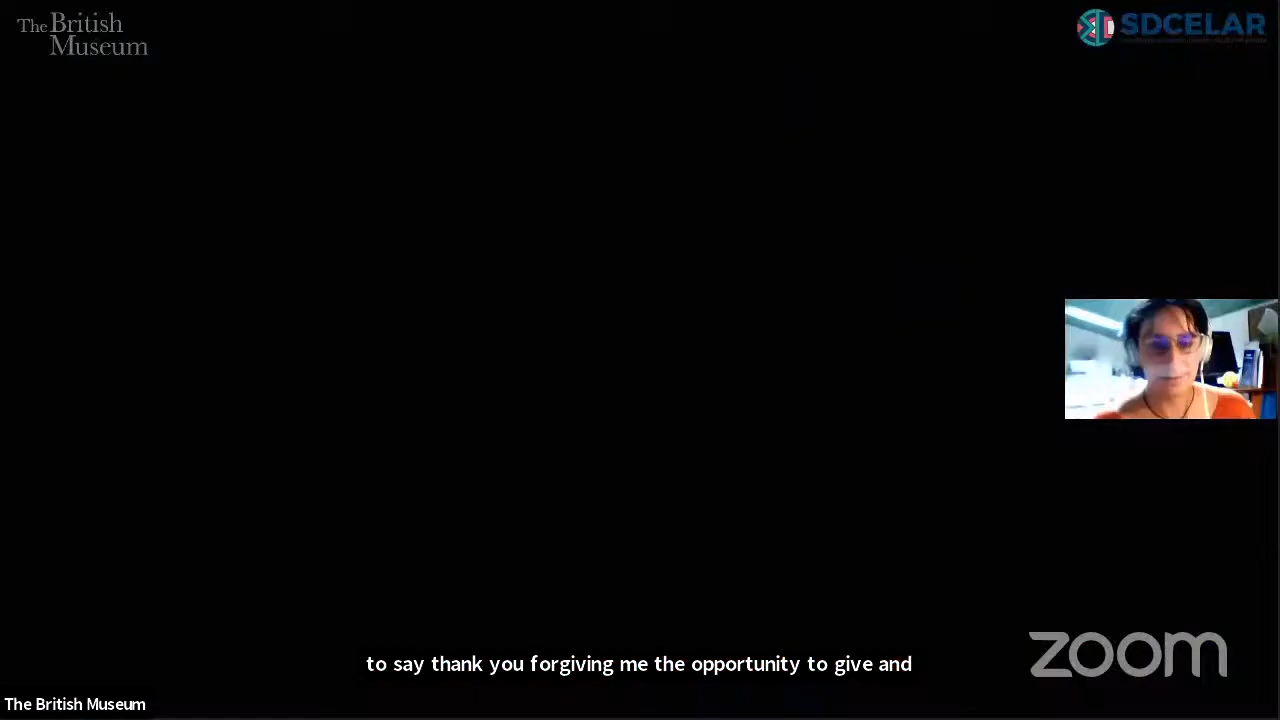 The British
Museum
SDCELAR
to say thank you forgiving me the opportunity to give and
zoom
The British Museum